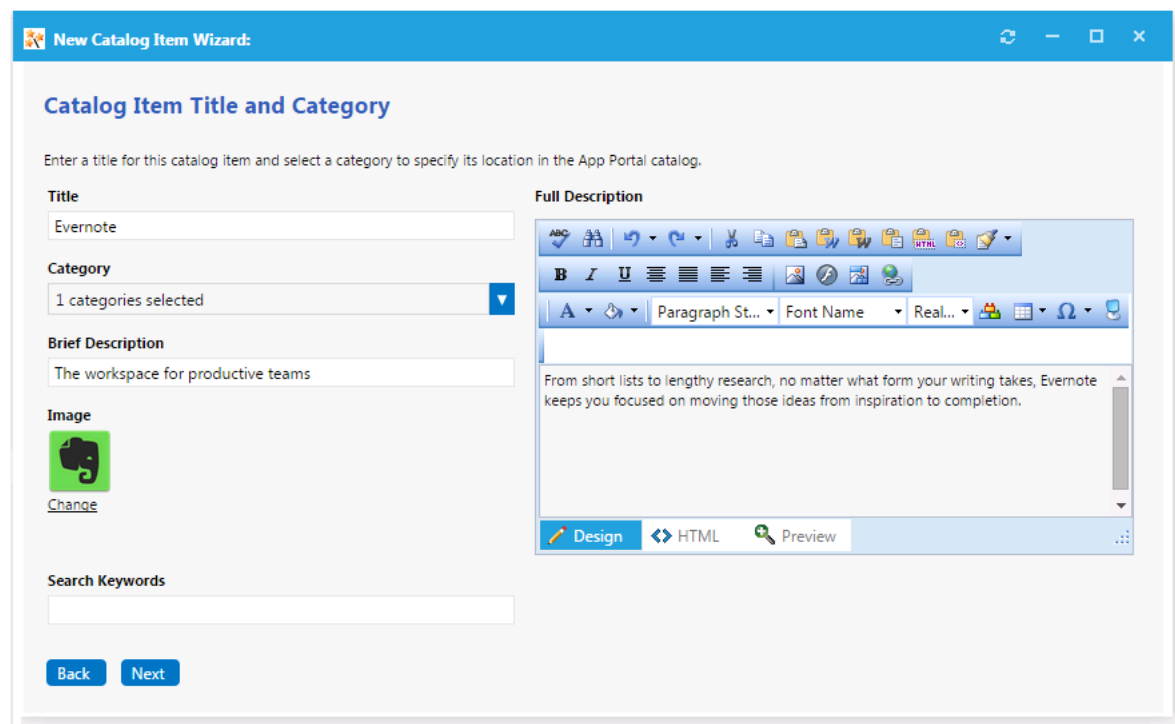 New Catalog Item Wizard:
Catalog Item Title and Category
Enter a title for this catalog item and select a category to specify its location in the App Portal catalog.
Title
Evernote
Category
1 categories selected
Brief Description
The workspace for productive teams
Image
Change
Search Keywords
Back Next
Full Description
ABC
W W HTML
B I U
A Paragraph St... Font Name Real... Ω
From short lists to lengthy research, no matter what form your writing takes, Evernote
keeps you focused on moving those ideas from inspiration to completion.
Design HTML Preview